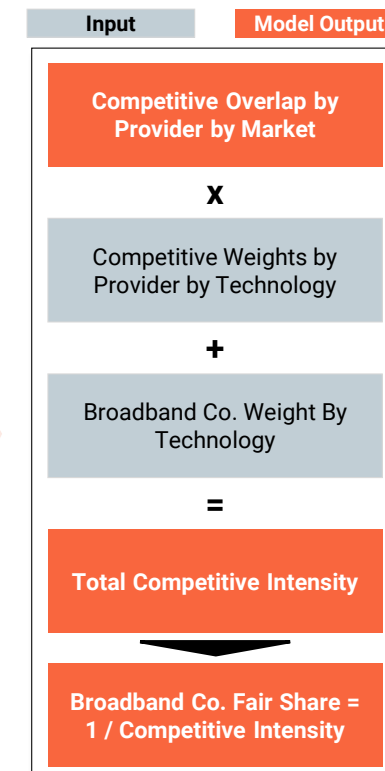 Input Model Output
Competitive Overlap by
Provider by Market
x
Competitive Weights by
Provider by Technology
+
Broadband Co. Weight By
Technology
=
Total Competitive Intensity
Broadband Co. Fair Share =
1 / Competitive Intensity